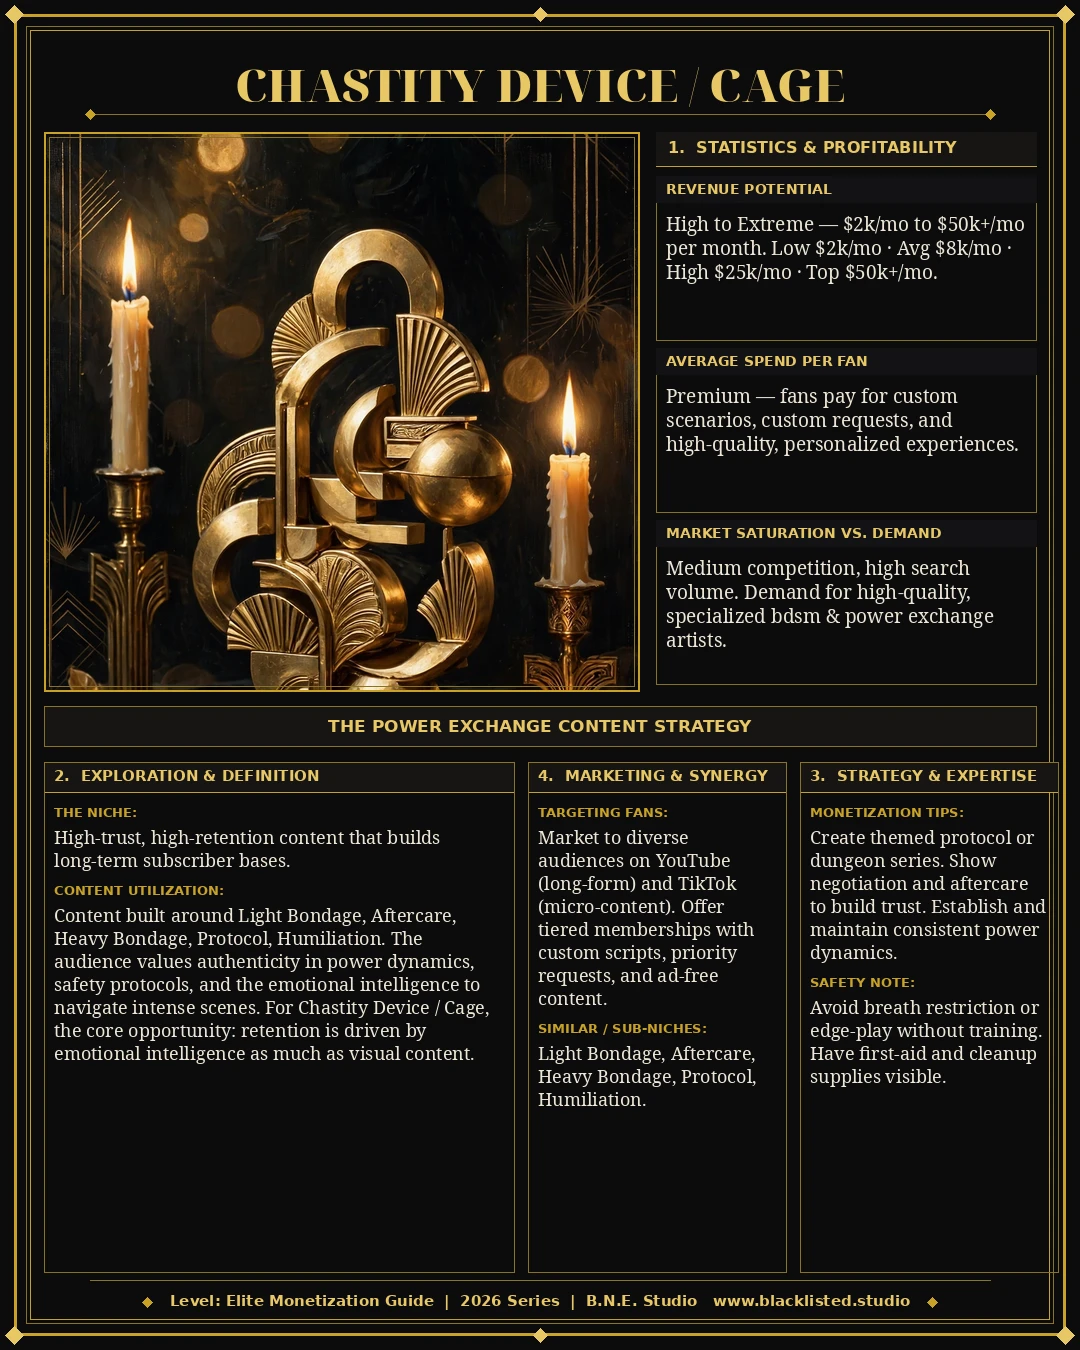 CHASTITY DEVICE / CAGE
1. STATISTICS & PROFITABILITY
REVENUE POTENTIAL
High to Extreme — $2k/mo to $50k+/mo
per month. Low $2k/mo · Avg $8k/mo ·
High $25k/mo · Top $50k+/mo.
AVERAGE SPEND PER FAN
Premium — fans pay for custom
scenarios, custom requests, and
high-quality, personalized experiences.
MARKET SATURATION VS. DEMAND
Medium competition, high search
volume. Demand for high-quality,
specialized bdsm & power exchange
artists.
THE POWER EXCHANGE CONTENT STRATEGY
2. EXPLORATION & DEFINITION
THE NICHE:
High-trust, high-retention content that builds
long-term subscriber bases.
CONTENT UTILIZATION:
Content built around Light Bondage, Aftercare,
Heavy Bondage, Protocol, Humiliation. The
audience values authenticity in power dynamics,
safety protocols, and the emotional intelligence to
navigate intense scenes. For Chastity Device / Cage,
the core opportunity: retention is driven by
emotional intelligence as much as visual content.
4. MARKETING & SYNERGY
TARGETING FANS:
Market to diverse
audiences on YouTube
(long-form) and TikTok
(micro-content). Offer
tiered memberships with
custom scripts, priority
requests, and ad-free
content.
SIMILAR / SUB-NICHES:
Light Bondage, Aftercare,
Heavy Bondage, Protocol,
Humiliation.
3. STRATEGY & EXPERTISE
MONETIZATION TIPS:
Create themed protocol or
dungeon series. Show
negotiation and aftercare
to build trust. Establish and
maintain consistent power
dynamics.
SAFETY NOTE:
Avoid breath restriction or
edge-play without training.
Have first-aid and cleanup
supplies visible.
Level: Elite Monetization Guide | 2026 Series | B.N.E. Studio www.blacklisted.studio